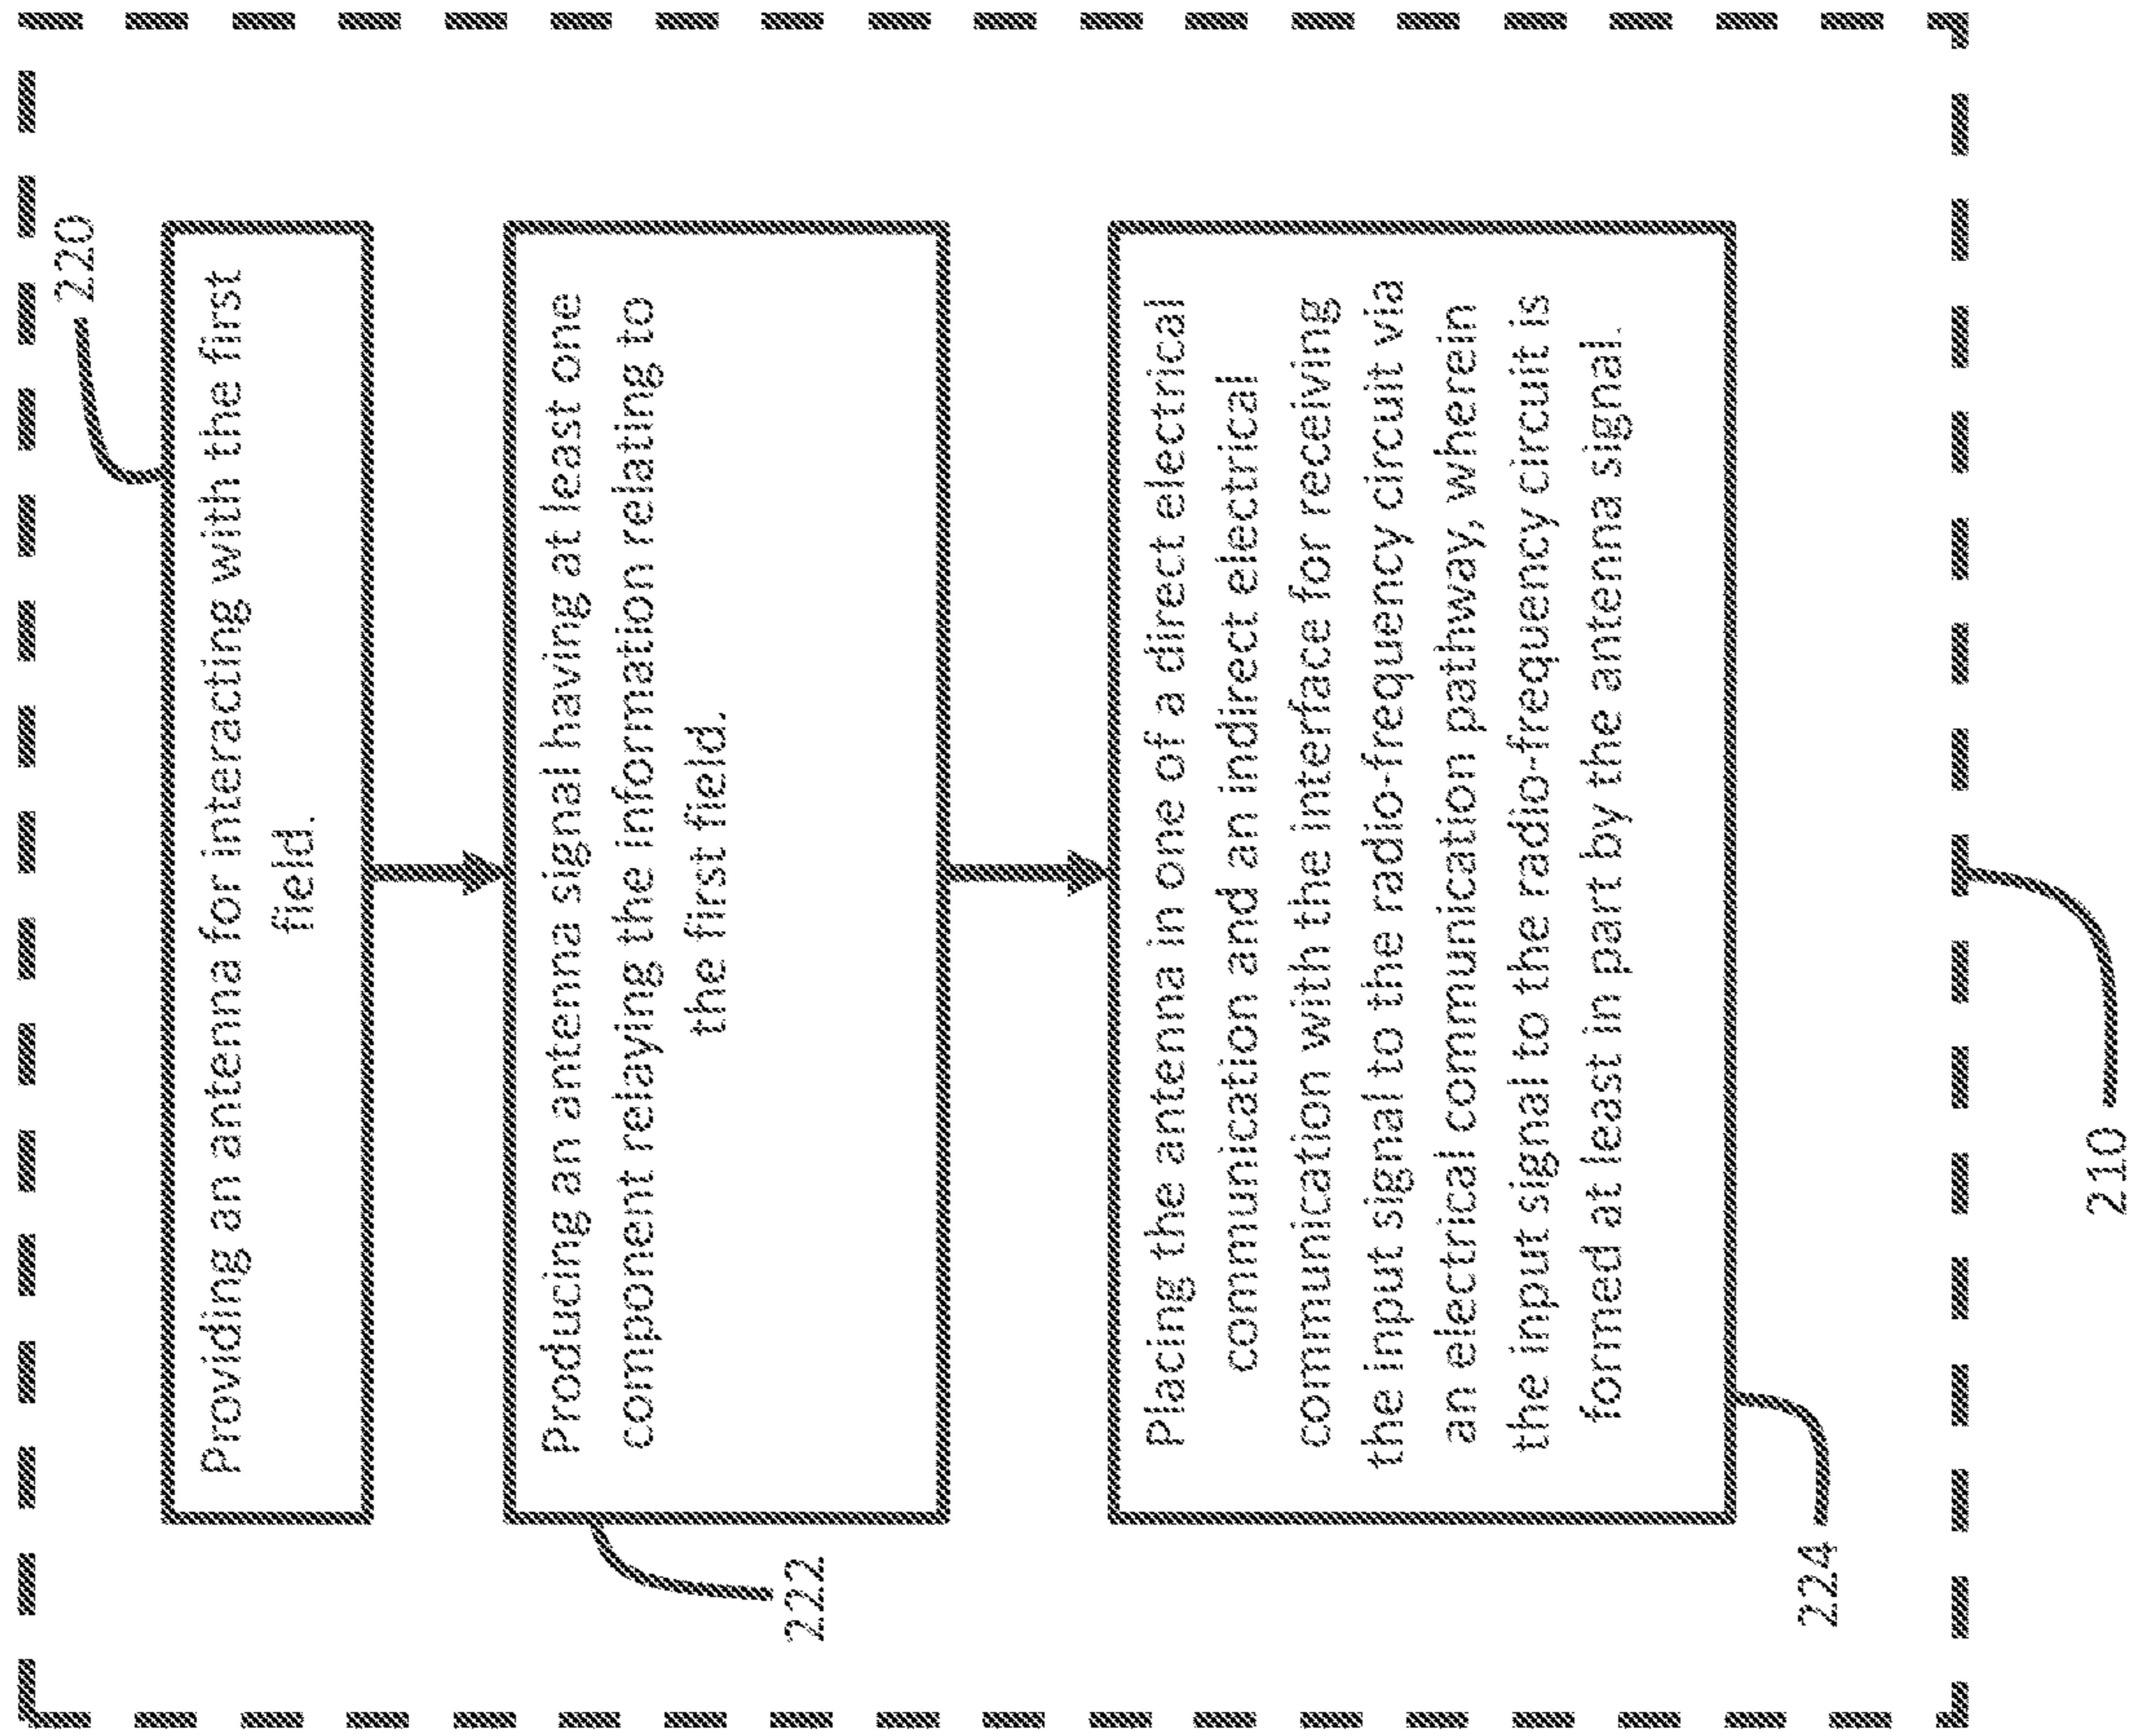 220
Providing an antenna for interacting with the first
field.
Producing an antenna signal having at least one
component relaying the information relating to
the first field.
222
Placing the antenna in one of a direct electrical
communication and an indirect electrical
communication with the interface for receiving
the input signal to the radio-frequency circuit via
an electrical communication pathway, wherein
the input signal to the radio-frequency circuit is
formed at least in part by the antenna signal.
224
210